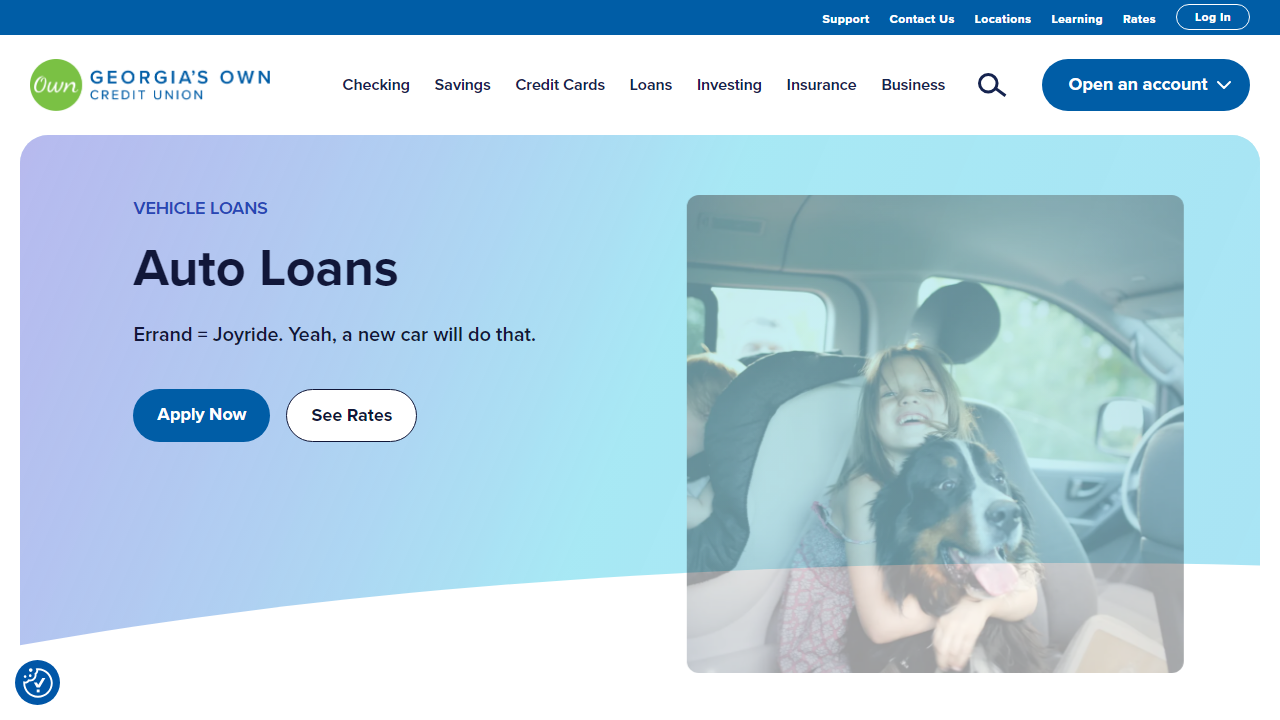 Support Contact Us Locations Learning Rates Log In
Own GEORGIA'S OWN
CREDIT UNION
Checking Savings Credit Cards Loans Investing Insurance Business Open an account
VEHICLE LOANS
Auto Loans
Errand = Joyride. Yeah, a new car will do that.
Apply Now See Rates